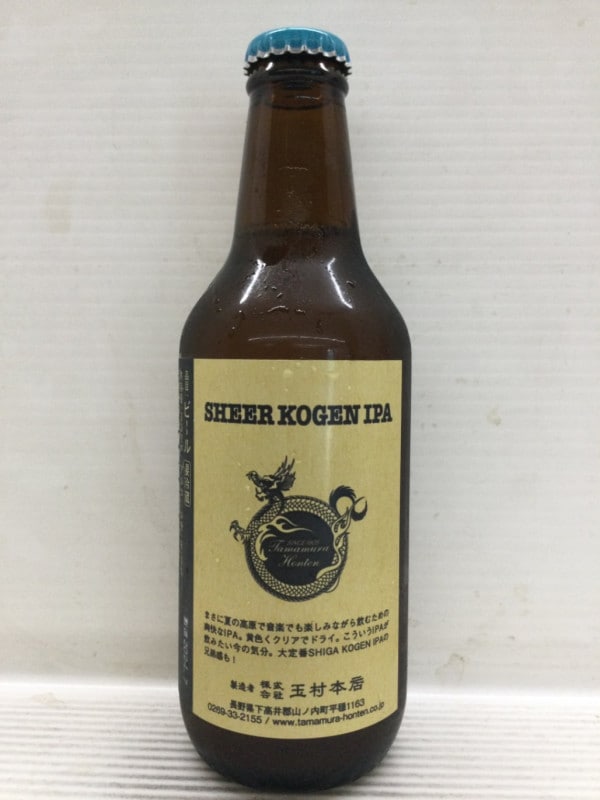 SHEER KOGEN IPA
SINCE 1805
Tamamura
Honten
まさに夏の高原で音楽でも楽しみながら飲むための
爽快なIPA。黄色くクリアでドライ。こういうIPAが
飲みたい今の気分。大定番SHIGA KOGEN IPAの
兄弟感も!
製造者 株式会社 玉村本店
長野県下高井郡山ノ内町平穏1163
0269-33-2155 / www.tamamura-honten.co.jp